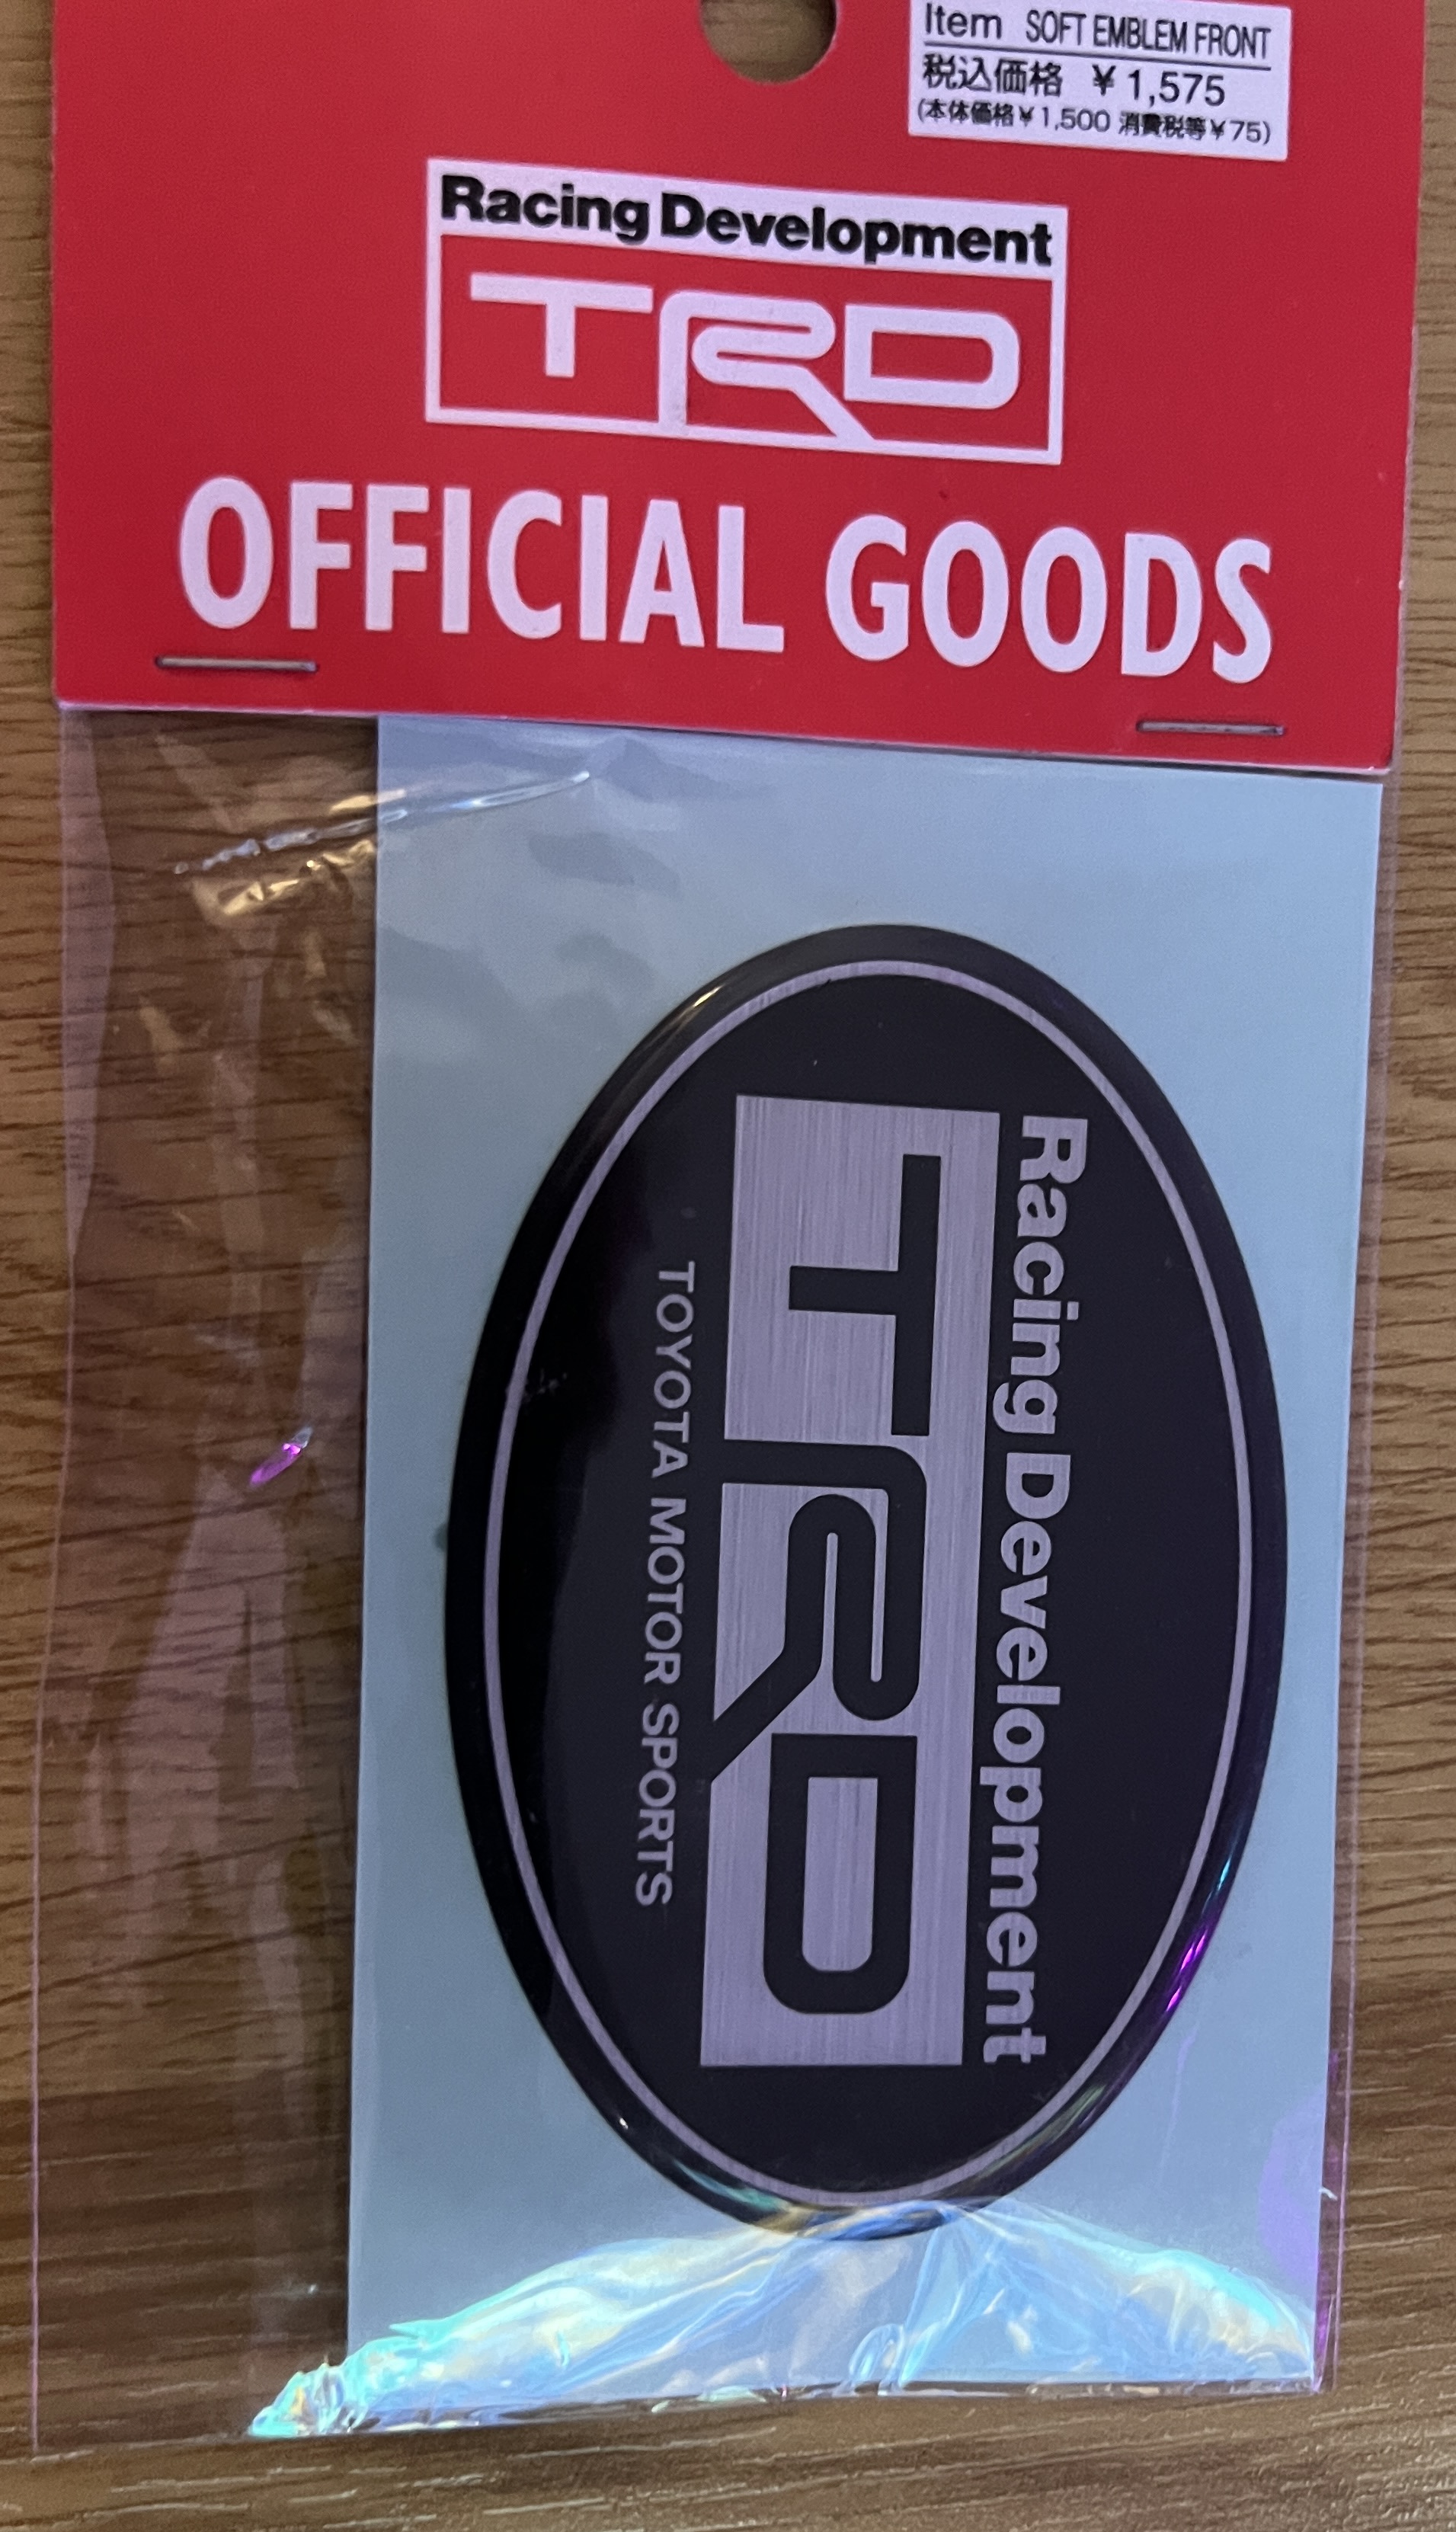 Item SOFT EMBLEM FRONT
税込価格 ¥1,575
(本体価格¥1,500 消費税等¥75)
Racing Development
TRD
OFFICIAL GOODS
Racing Development
TRD
TOYOTA MOTOR SPORTS